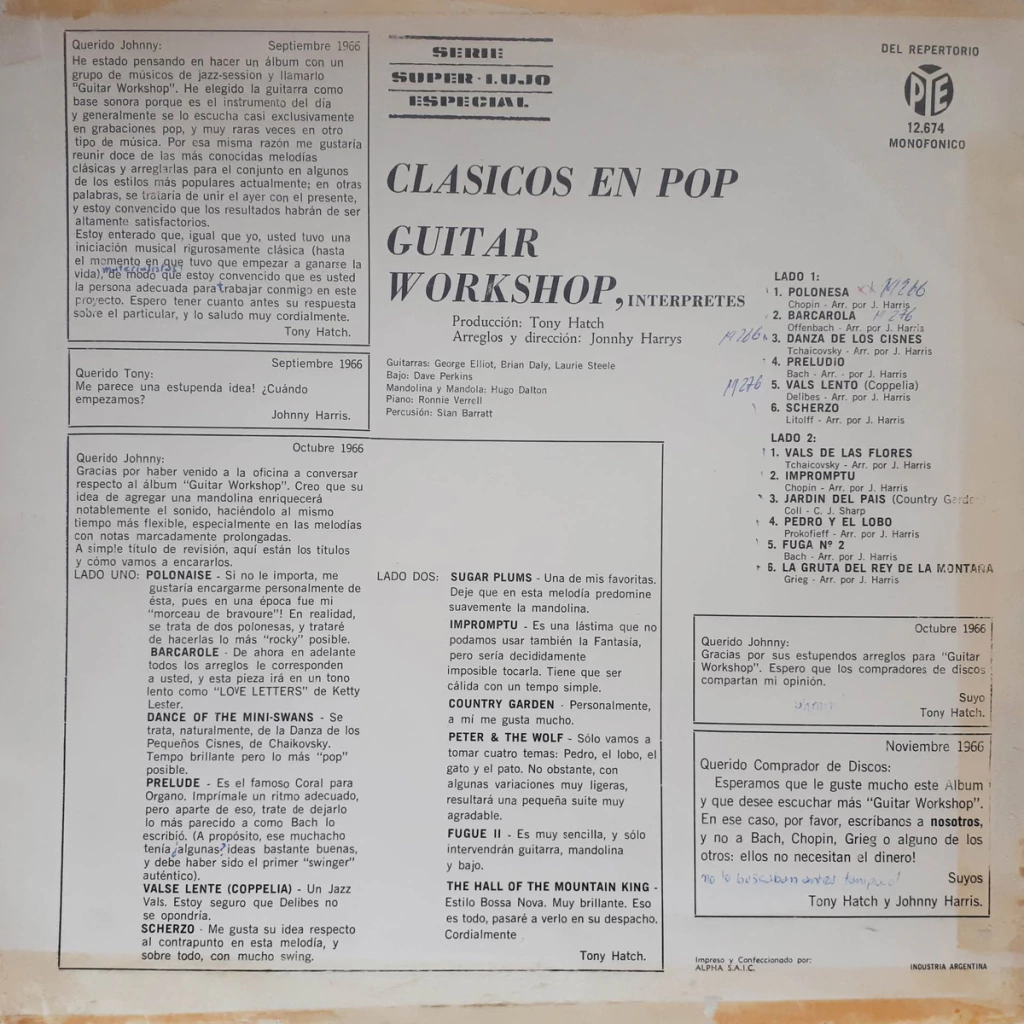 Querido Johnny: Septiembre 1966
He estado pensando en hacer un álbum con un
grupo de músicos de jazz-session y llamarlo
"Guitar Workshop". He elegido la guitarra como
base sonora porque es el instrumento del día
y generalmente se lo escucha casi exclusivamente
en grabaciones pop, y muy raras veces en otro
tipo de música. Por esa misma razón me gustaría
reunir doce de las más conocidas melodías
clásicas y arreglarlas para el conjunto en algunos
de los estilos más populares actualmente; en otras
palabras, se trataría de unir el ayer con el presente,
y estoy convencido que los resultados habrán de ser
altamente satisfactorios.
Estoy enterado que, igual que yo, usted tuvo una
iniciación musical rigurosamente clásica (hasta
el momento en que tuvo que empezar a ganarse la
materialistas!
vida), de modo que estoy convencido que es usted
la persona adecuada para trabajar conmigo en este
proyecto. Espero tener cuanto antes su respuesta
sobre el particular, y lo saludo muy cordialmente.
Tony Hatch.
Septiembre 1966
Querido Tony:
Me parece una estupenda idea! ¿Cuándo
empezamos?
Johnny Harris.
SERIE
SUPER-LUJO
ESPECIAL
DEL REPERTORIO
PYE
12.674
MONOFONICO
CLASICOS EN POP
GUITAR
WORKSHOP, INTERPRETES
Producción: Tony Hatch
Arreglos y dirección: Jonnhy Harrys
Guitarras: George Elliot, Brian Daly, Laurie Steele
Bajo: Dave Perkins
Mandolina y Mandola: Hugo Dalton
Piano: Ronnie Verrell
Percusión: Stan Barratt
LADO 1:
1. POLONESA xx M266
Chopin - Arr. por J. Harris
2. BARCAROLA M276
Offenbach - Arr. por J. Harris
M266 3. DANZA DE LOS CISNES
Tchaicovsky - Arr. por J. Harris
4. PRELUDIO
Bach - Arr. - por J. Harris
M276 5. VALS LENTO (Coppelia)
Delibes - Arr. por J. Harris
6. SCHERZO
Litolff - Arr. por J. Harris
LADO 2:
1. VALS DE LAS FLORES
Tchaicovsky - Arr. por J. Harris
2. IMPROMPTU
Chopin - Arr. por J. Harris
3. JARDIN DEL PAIS (Country Garden
Coll - C. J. Sharp
4. PEDRO Y EL LOBO
Prokofieff - Arr. por J. Harris
5. FUGA Nº 2
Bach - Arr. por J. Harris
6. LA GRUTA DEL REY DE LA MONTAÑA
Grieg - Arr. por J. Harris
Octubre 1966
Querido Johnny:
Gracias por haber venido a la oficina a conversar
respecto al álbum "Guitar Workshop". Creo que su
idea de agregar una mandolina enriquecerá
notablemente el sonido, haciéndolo al mismo
tiempo más flexible, especialmente en las melodías
con notas marcadamente prolongadas.
A simple título de revisión, aquí están los títulos
y cómo vamos a encararlos.
LADO UNO: POLONAISE - Si no le importa, me
gustaría encargarme personalmente de
ésta, pues en una época fue mi
"morceau de bravoure"! En realidad,
se trata de dos polonesas, y trataré
de hacerlas lo más "rocky" posible.
BARCAROLE - De ahora en adelante
todos los arreglos le corresponden
a usted, y esta pieza irá en un tono
lento como "LOVE LETTERS" de Ketty
Lester.
DANCE OF THE MINI-SWANS - Se
trata, naturalmente, de la Danza de los
Pequeños Cisnes, de Chaikovsky.
Tempo brillante pero lo más "pop"
posible.
PRELUDE - Es el famoso Coral para
Organo. Imprímale un ritmo adecuado,
pero aparte de eso, trate de dejarlo
lo más parecido a como Bach lo
escribió. (A propósito, ese muchacho
tenía ¿algunas? ideas bastante buenas,
y debe haber sido el primer "swinger"
auténtico).
VALSE LENTE (COPPELIA) - Un Jazz
Vals. Estoy seguro que Delibes no
se opondría.
SCHERZO - Me gusta su idea respecto
al contrapunto en esta melodía, y
sobre todo, con mucho swing.
LADO DOS: SUGAR PLUMS - Una de mis favoritas.
Deje que en esta melodía predomine
suavemente la mandolina.
IMPROMPTU - Es una lástima que no
podamos usar también la Fantasía,
pero sería decididamente
imposible tocarla. Tiene que ser
cálida con un tempo simple.
COUNTRY GARDEN - Personalmente,
a mí me gusta mucho.
PETER & THE WOLF - Sólo vamos a
tomar cuatro temas: Pedro, el lobo, el
gato y el pato. No obstante, con
algunas variaciones muy ligeras,
resultará una pequeña suite muy
agradable.
FUGUE II - Es muy sencilla, y sólo
intervendrán guitarra, mandolina
y bajo.
THE HALL OF THE MOUNTAIN KING -
Estilo Bossa Nova. Muy brillante. Eso
es todo, pasaré a verlo en su despacho.
Cordialmente
Tony Hatch.
Octubre 1966
Querido Johnny:
Gracias por sus estupendos arreglos para "Guitar
Workshop". Espero que los compradores de discos
compartan mi opinión.
Suyo
Tony Hatch.
Noviembre 1966
Querido Comprador de Discos:
Esperamos que le guste mucho este Album
y que desee escuchar más "Guitar Workshop".
En ese caso, por favor, escríbanos a nosotros,
y no a Bach, Chopin, Grieg o alguno de los
otros: ellos no necesitan el dinero!
no lo buscaban antes tampoco!
Suyos
Tony Hatch y Johnny Harris.
Impreso y Confeccionado por:
ALPHA S.A.I.C.
INDUSTRIA ARGENTINA